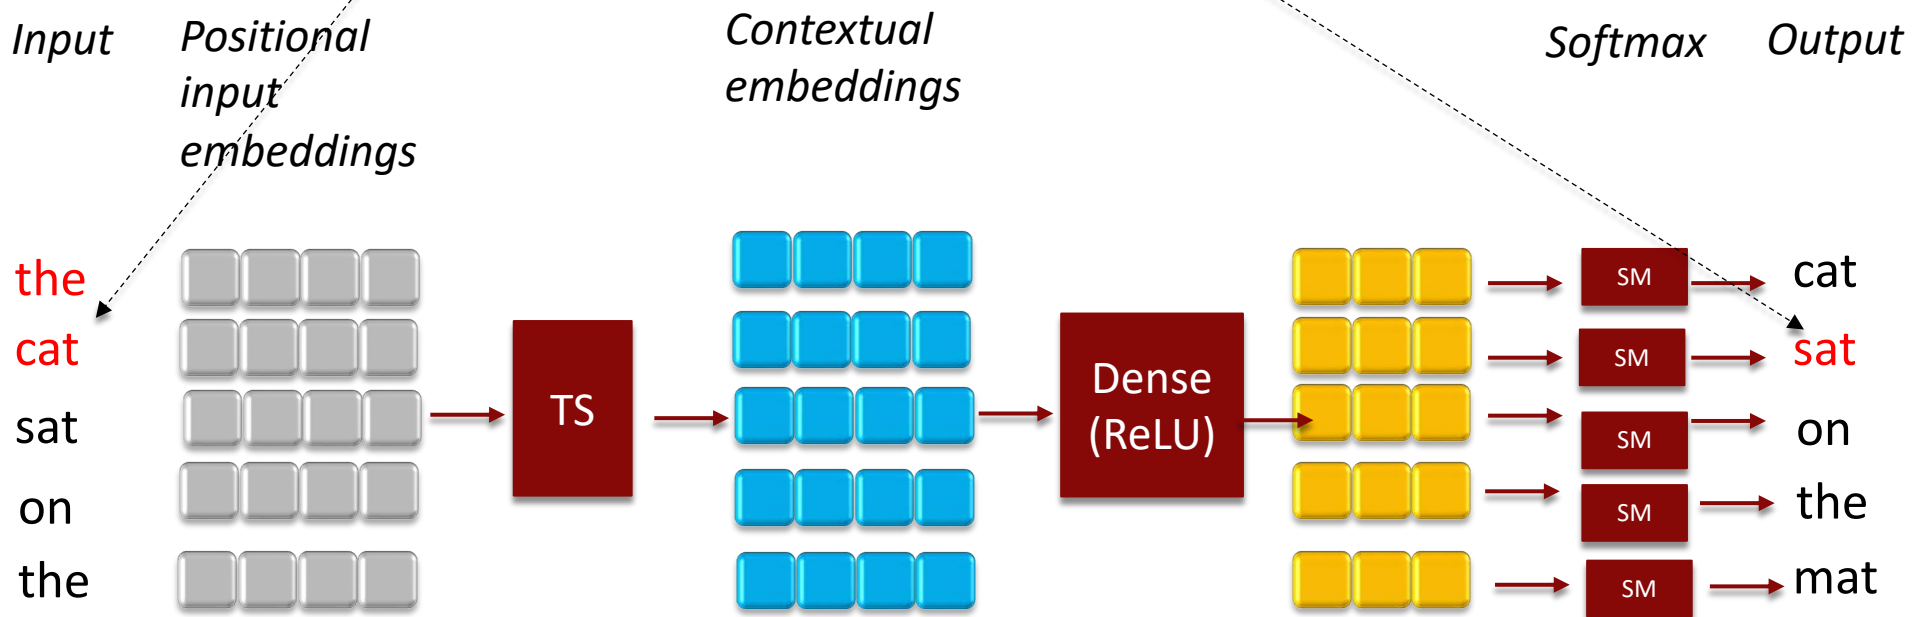 Input
Positional
input
embeddings
Contextual
embeddings
Softmax
Output
the
cat
sat
on
the
TS
Dense
(ReLU)
SM
SM
SM
SM
SM
cat
sat
on
the
mat